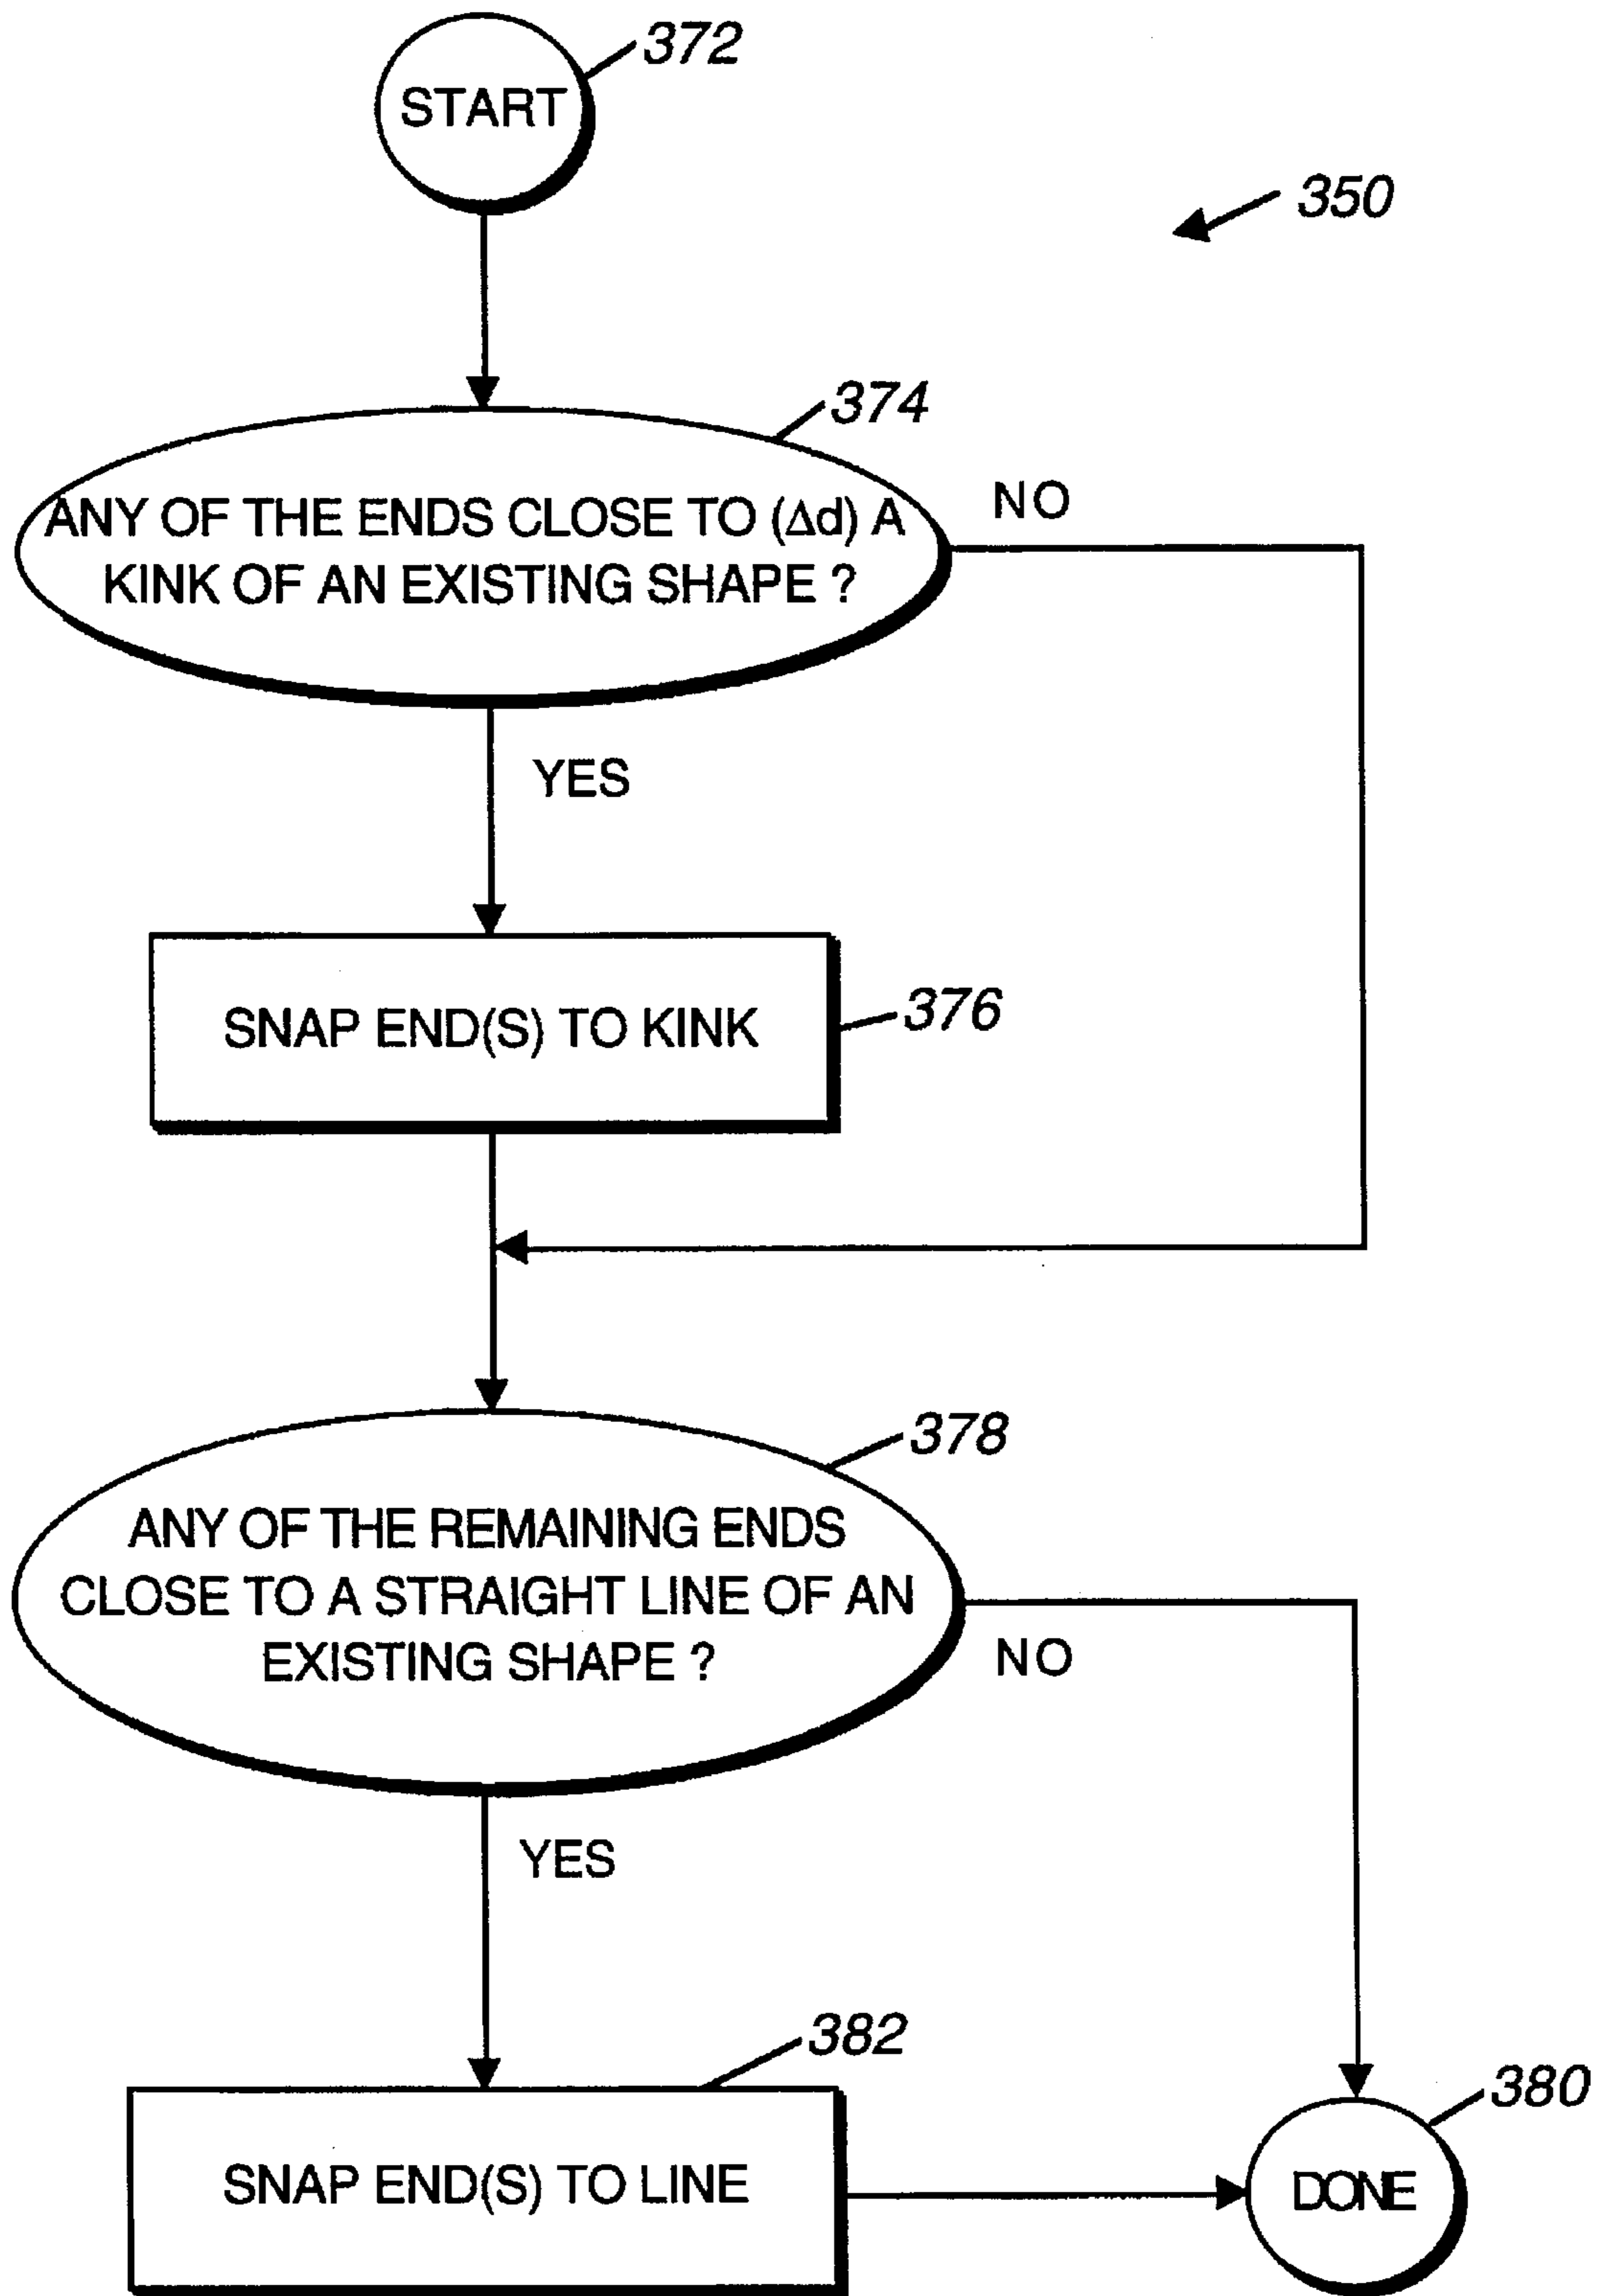 372
START
350
374
ANY OF THE ENDS CLOSE TO (Δd) A
KINK OF AN EXISTING SHAPE ?
NO
YES
SNAP END(S) TO KINK
376
378
ANY OF THE REMAINING ENDS
CLOSE TO A STRAIGHT LINE OF AN
EXISTING SHAPE ?
NO
YES
382
380
SNAP END(S) TO LINE
DONE